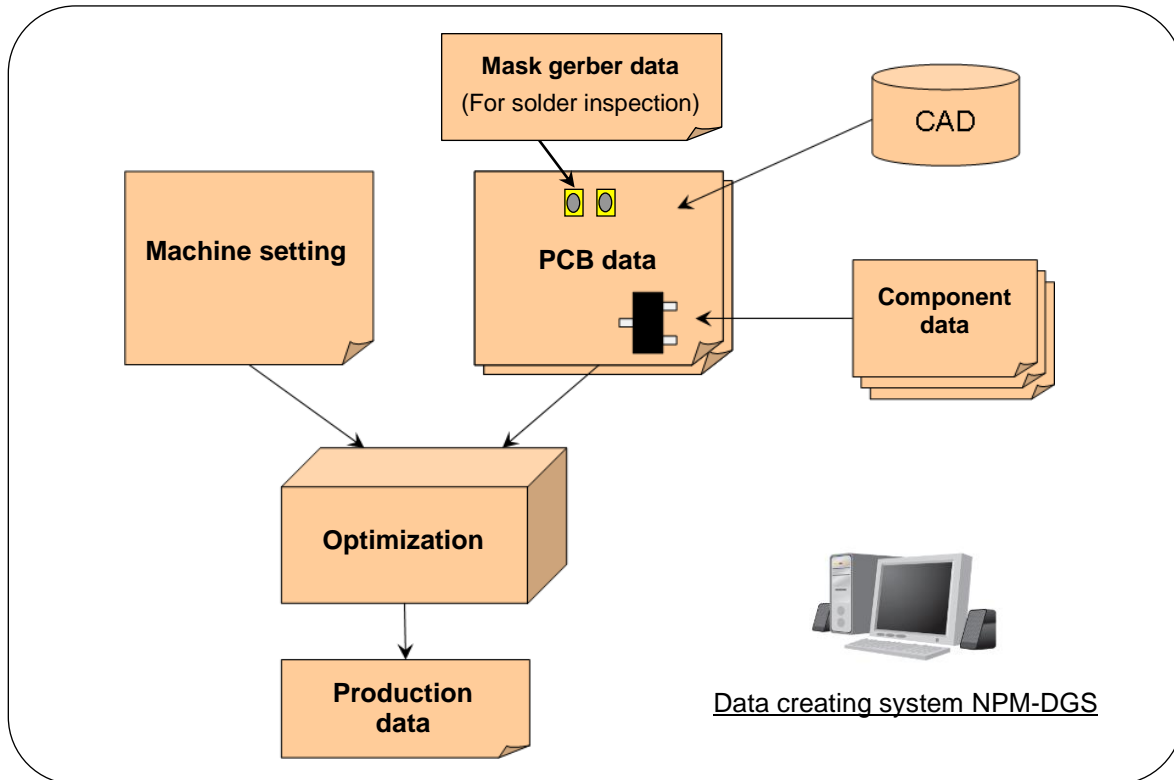 Mask gerber data
(For solder inspection)
CAD
Machine setting
PCB data
Component
data
Optimization
Production
data
Data creating system NPM-DGS